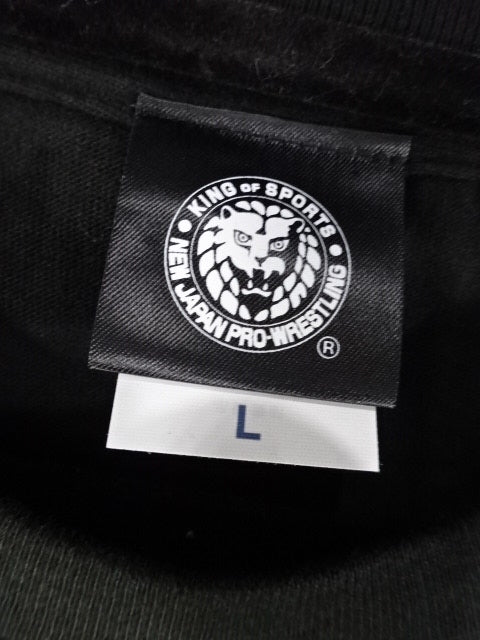 • KING OF SPORTS •
NEW JAPAN PRO-WRESTLING
®
L